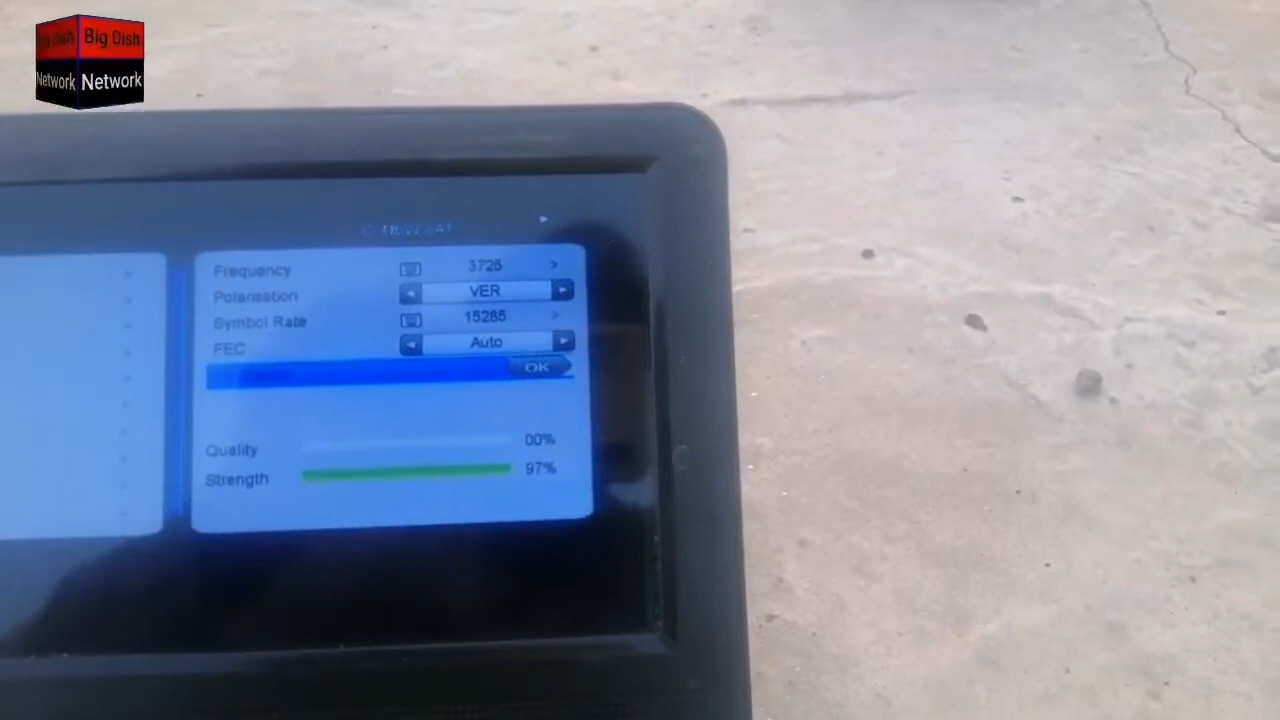 Big Dish Big Dish
Network Network
Frequency 3725 >
Polarisation VER
Symbol Rate 15285 >
FEC Auto
OK
Quality 00%
Strength 97%